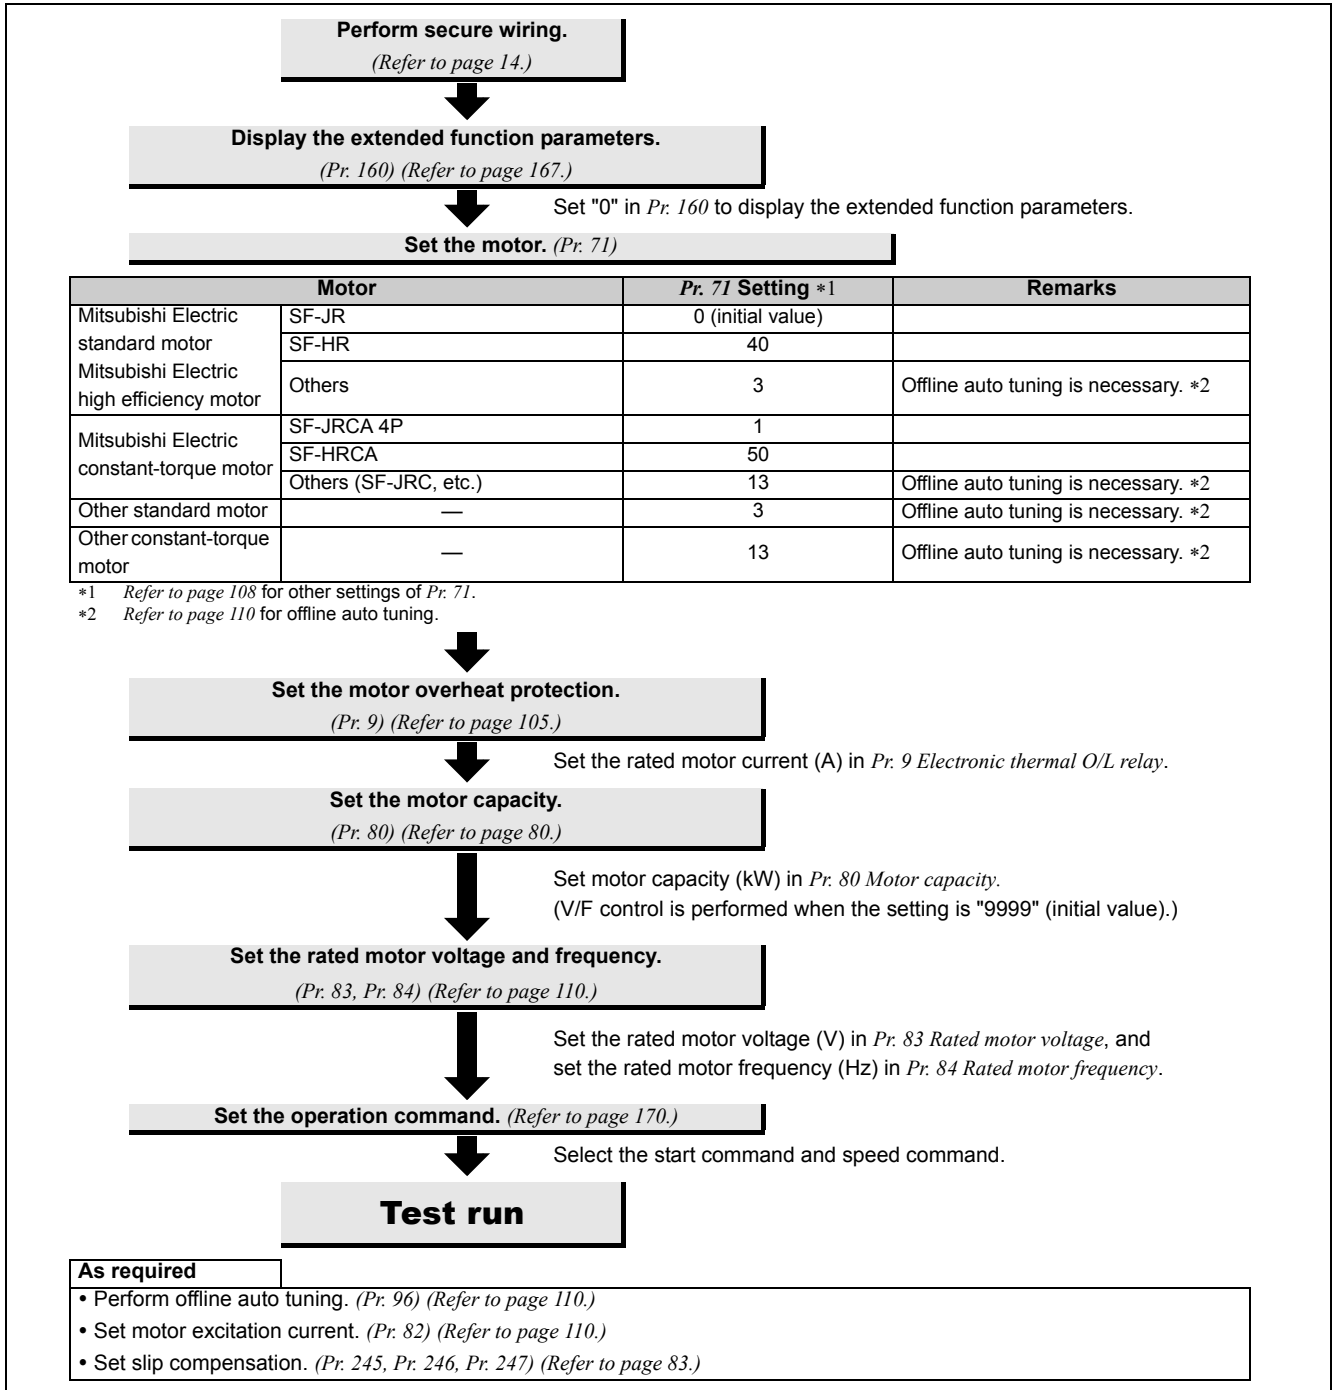 Perform secure wiring.
(Refer to page 14.)
Display the extended function parameters.
(Pr. 160) (Refer to page 167.)
Set "0" in Pr. 160 to display the extended function parameters.
Set the motor. (Pr. 71)
Motor Pr. 71 Setting *1 Remarks
Mitsubishi Electric standard motor
Mitsubishi Electric high efficiency motor
SF-JR 0 (initial value)
SF-HR 40
Others 3 Offline auto tuning is necessary. *2
Mitsubishi Electric constant-torque motor
SF-JRCA 4P 1
SF-HRCA 50
Others (SF-JRC, etc.) 13 Offline auto tuning is necessary. *2
Other standard motor — 3 Offline auto tuning is necessary. *2
Other constant-torque motor — 13 Offline auto tuning is necessary. *2
*1 Refer to page 108 for other settings of Pr. 71.
*2 Refer to page 110 for offline auto tuning.
Set the motor overheat protection.
(Pr. 9) (Refer to page 105.)
Set the rated motor current (A) in Pr. 9 Electronic thermal O/L relay.
Set the motor capacity.
(Pr. 80) (Refer to page 80.)
Set motor capacity (kW) in Pr. 80 Motor capacity.
(V/F control is performed when the setting is "9999" (initial value).)
Set the rated motor voltage and frequency.
(Pr. 83, Pr. 84) (Refer to page 110.)
Set the rated motor voltage (V) in Pr. 83 Rated motor voltage, and
set the rated motor frequency (Hz) in Pr. 84 Rated motor frequency.
Set the operation command. (Refer to page 170.)
Select the start command and speed command.
Test run
As required
• Perform offline auto tuning. (Pr. 96) (Refer to page 110.)
• Set motor excitation current. (Pr. 82) (Refer to page 110.)
• Set slip compensation. (Pr. 245, Pr. 246, Pr. 247) (Refer to page 83.)